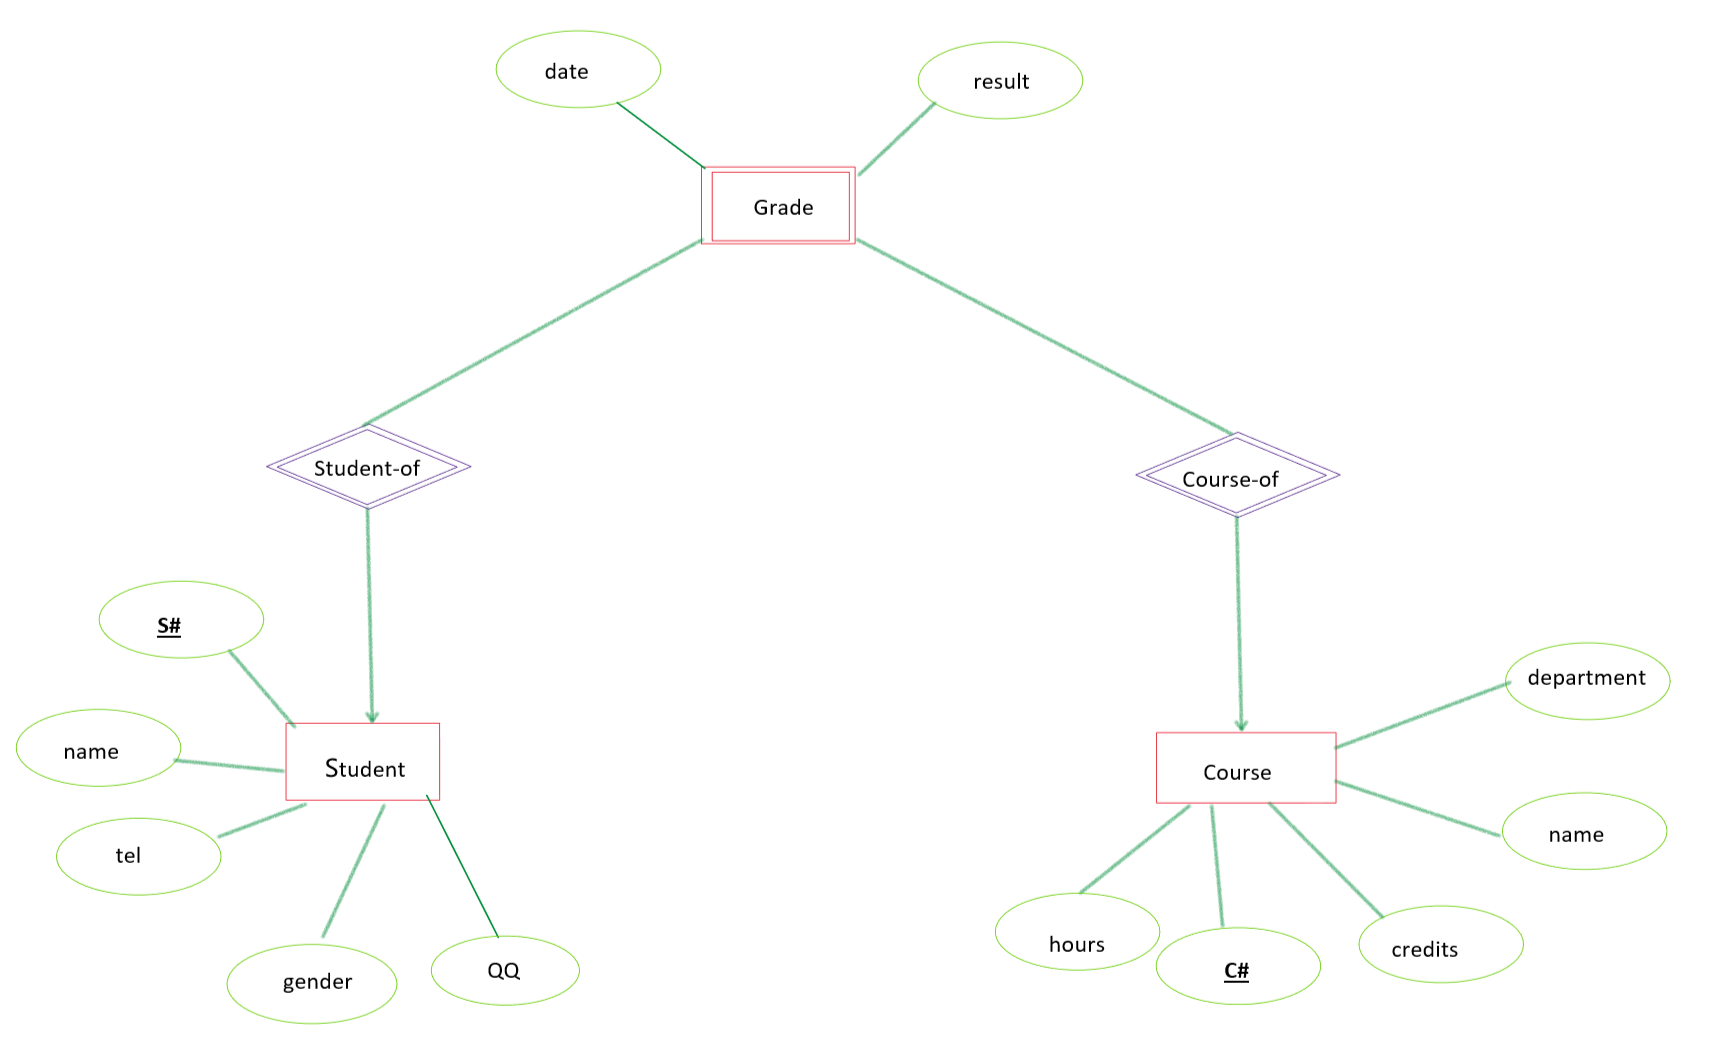 date
result
Grade
Student-of
Course-of
S#
name
tel
Student
gender
QQ
Course
department
name
hours
C#
credits